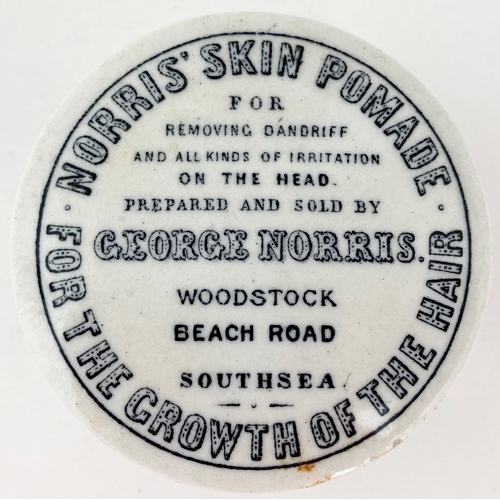 NORRIS' SKIN POMADE
FOR
REMOVING DANDRIFF
AND ALL KINDS OF IRRITATION
ON THE HEAD.
PREPARED AND SOLD BY
GEORGE NORRIS.
WOODSTOCK
BEACH ROAD
SOUTHSEA
FOR THE GROWTH OF THE HAIR